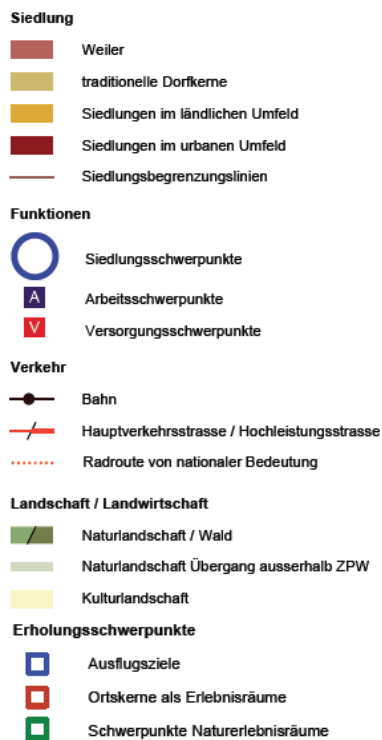 Siedlung
Weiler
traditionelle Dorfkerne
Siedlungen im ländlichen Umfeld
Siedlungen im urbanen Umfeld
Siedlungsbegrenzungslinien
Funktionen
Siedlungsschwerpunkte
A Arbeitsschwerpunkte
V Versorgungsschwerpunkte
Verkehr
Bahn
Hauptverkehrsstrasse / Hochleistungsstrasse
Radroute von nationaler Bedeutung
Landschaft / Landwirtschaft
Naturlandschaft / Wald
Naturlandschaft Übergang ausserhalb ZPW
Kulturlandschaft
Erholungsschwerpunkte
Ausflugsziele
Ortskerne als Erlebnisräume
Schwerpunkte Naturerlebnisräume